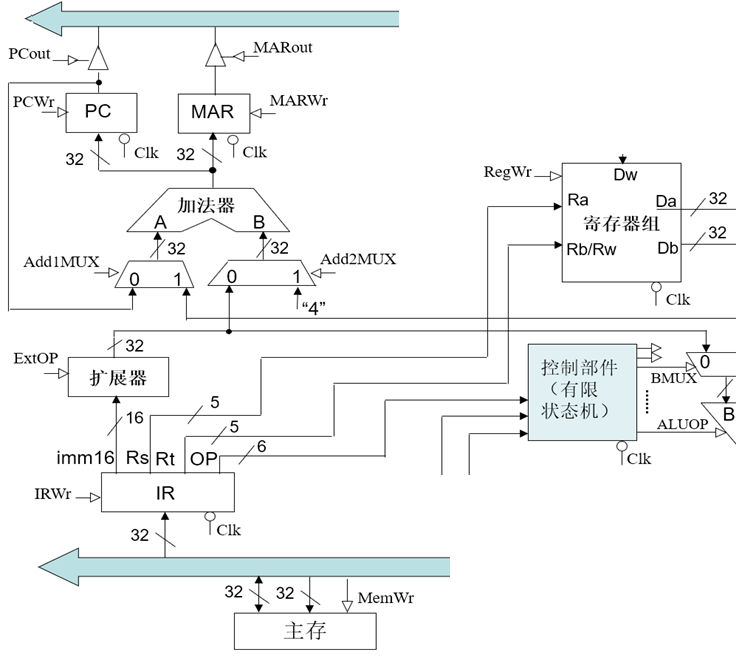 PCout
MARout
PCWr
PC
MAR
MARWr
Clk
Clk
32
32
RegWr
Dw
Ra
Da
32
寄存器组
Rb/Rw
Db
32
Clk
加法器
A
B
32
32
Add1MUX
0
1
0
1
Add2MUX
“4”
32
ExtOP
扩展器
控制部件
（有限
状态机）
0
BMUX
B
ALUOP
Clk
16
5
5
6
imm16
Rs
Rt
OP
IRWr
IR
Clk
32
32
32
MemWr
主存